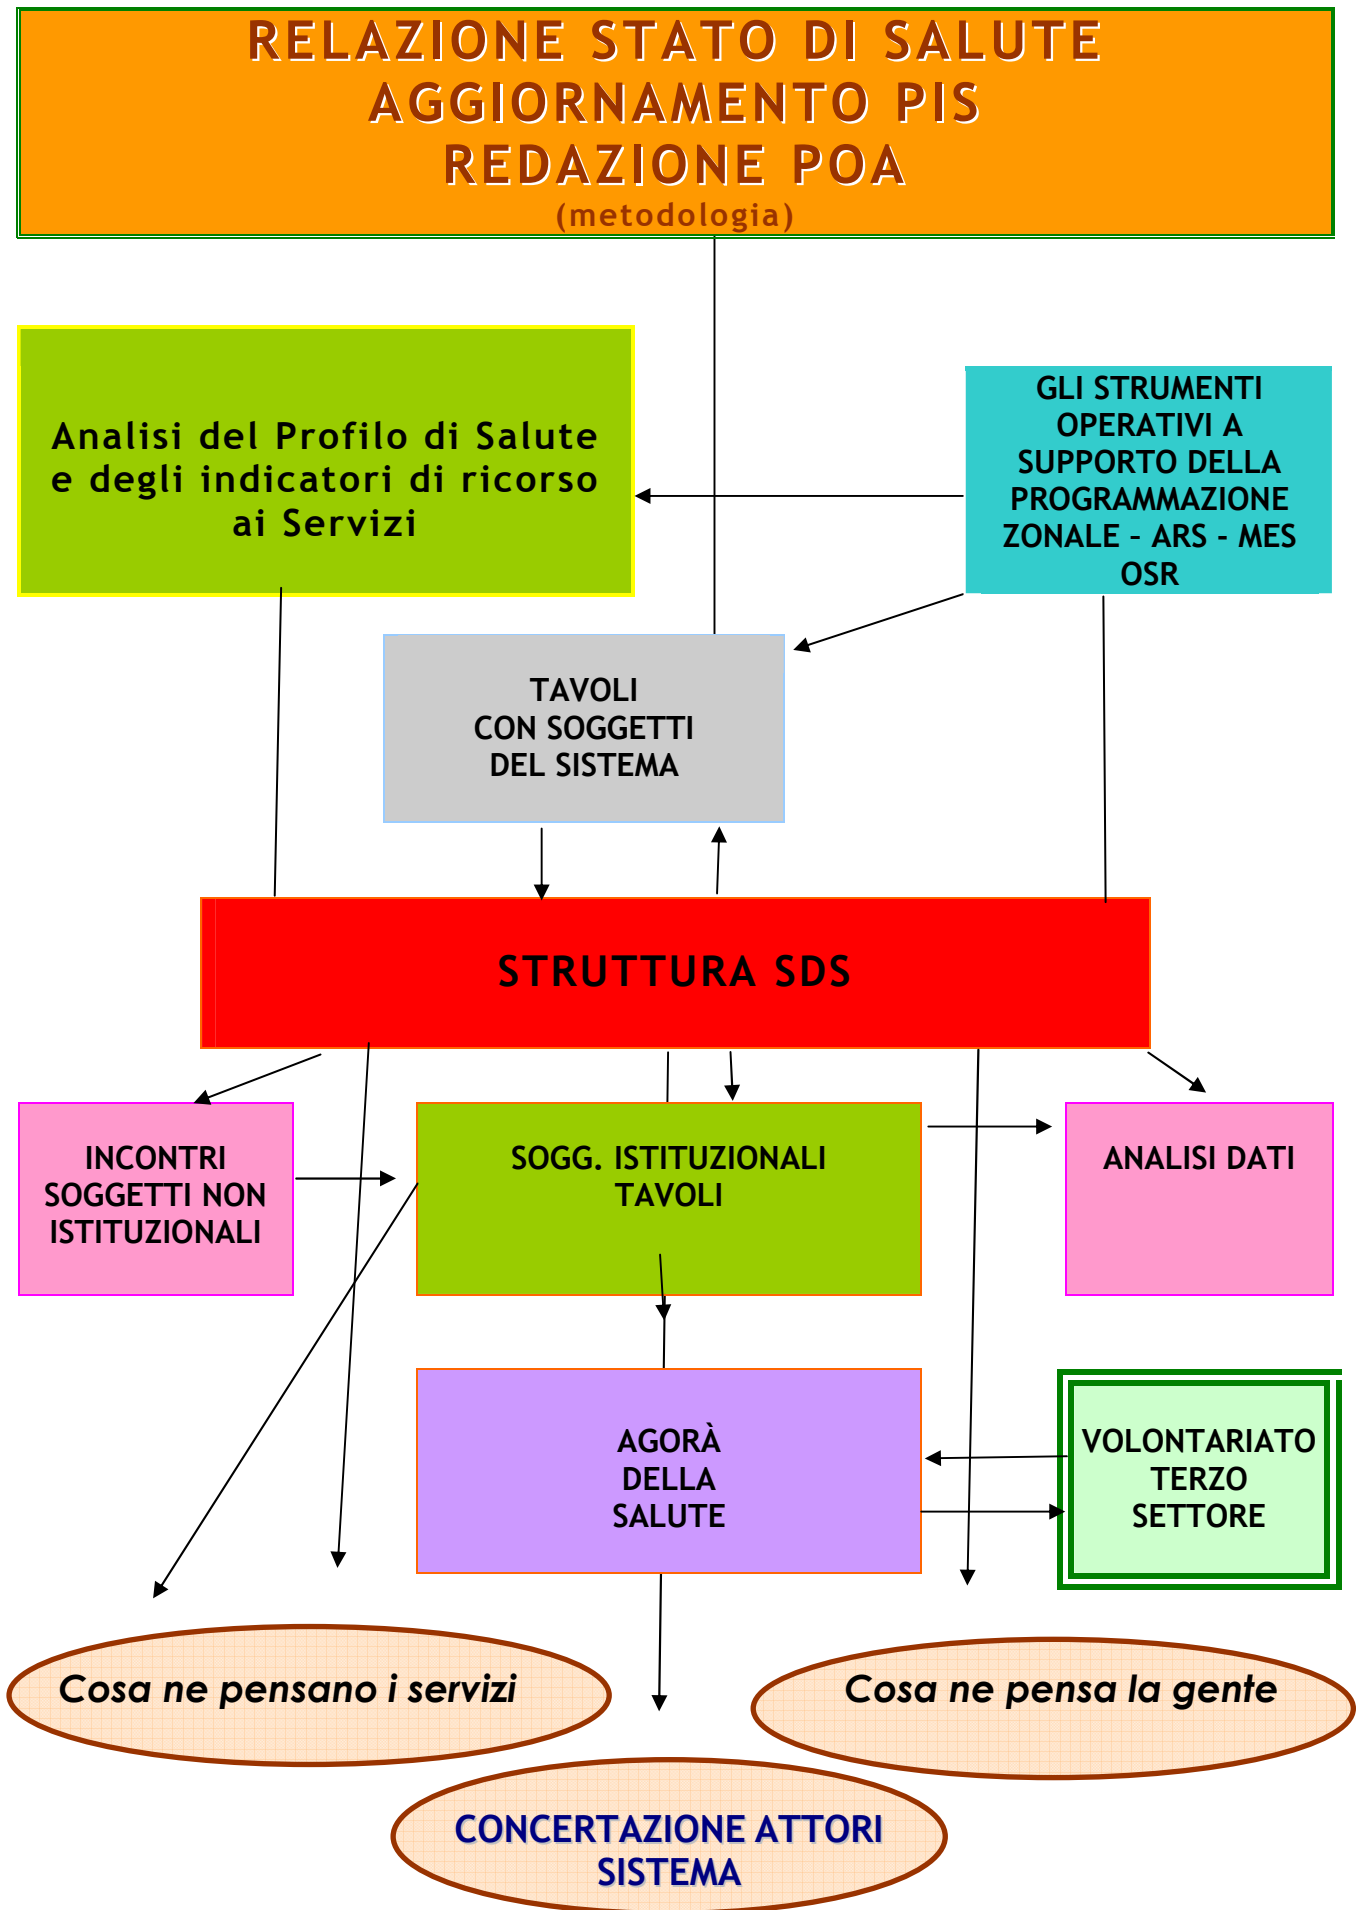 RELAZIONE STATO DI SALUTE
AGGIORNAMENTO PIS
REDAZIONE POA
(metodologia)
Analisi del Profilo di Salute
e degli indicatori di ricorso
ai Servizi
GLI STRUMENTI
OPERATIVI A
SUPPORTO DELLA
PROGRAMMAZIONE
ZONALE – ARS - MES
OSR
TAVOLI
CON SOGGETTI
DEL SISTEMA
STRUTTURA SDS
INCONTRI
SOGGETTI NON
ISTITUZIONALI
SOGG. ISTITUZIONALI
TAVOLI
ANALISI DATI
AGORÀ
DELLA
SALUTE
VOLONTARIATO
TERZO
SETTORE
Cosa ne pensano i servizi
Cosa ne pensa la gente
CONCERTAZIONE ATTORI
SISTEMA